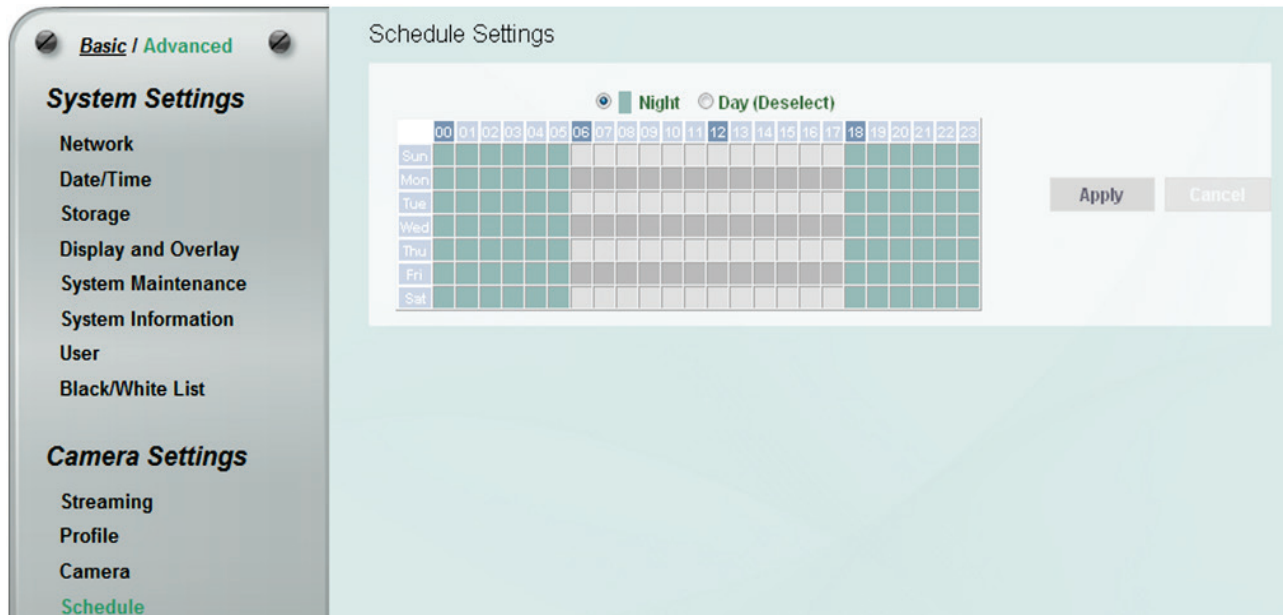 Basic / Advanced
System Settings
Network
Date/Time
Storage
Display and Overlay
System Maintenance
System Information
User
Black/White List
Camera Settings
Streaming
Profile
Camera
Schedule
Schedule Settings
Night Day (Deselect)
00 01 02 03 04 05 06 07 08 09 10 11 12 13 14 15 16 17 18 19 20 21 22 23
Sun
Mon
Tue
Wed
Thu
Fri
Sat
Apply Cancel